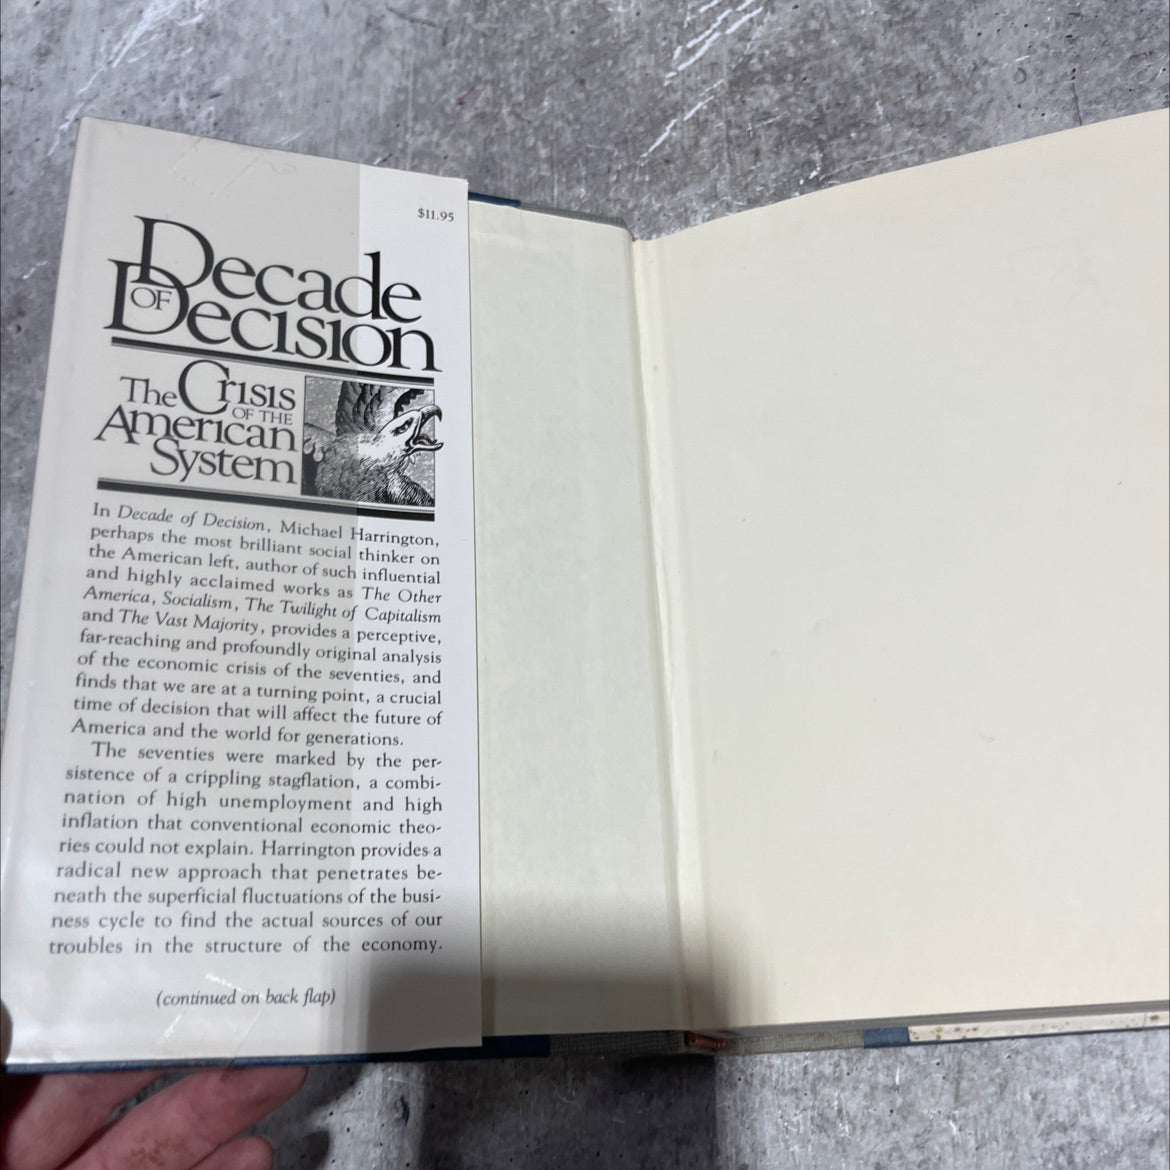 $11.95
Decade
OF
Decision
The Crisis
OF THE
American
System
In Decade of Decision, Michael Harrington,
perhaps the most brilliant social thinker on
the American left, author of such influential
and highly acclaimed works as The Other
America, Socialism, The Twilight of Capitalism
and The Vast Majority, provides a perceptive,
far-reaching and profoundly original analysis
of the economic crisis of the seventies, and
finds that we are at a turning point, a crucial
time of decision that will affect the future of
America and the world for generations.
The seventies were marked by the per-
sistence of a crippling stagflation, a combi-
nation of high unemployment and high
inflation that conventional economic theo-
ries could not explain. Harrington provides a
radical new approach that penetrates be-
neath the superficial fluctuations of the busi-
ness cycle to find the actual sources of our
troubles in the structure of the economy.
(continued on back flap)